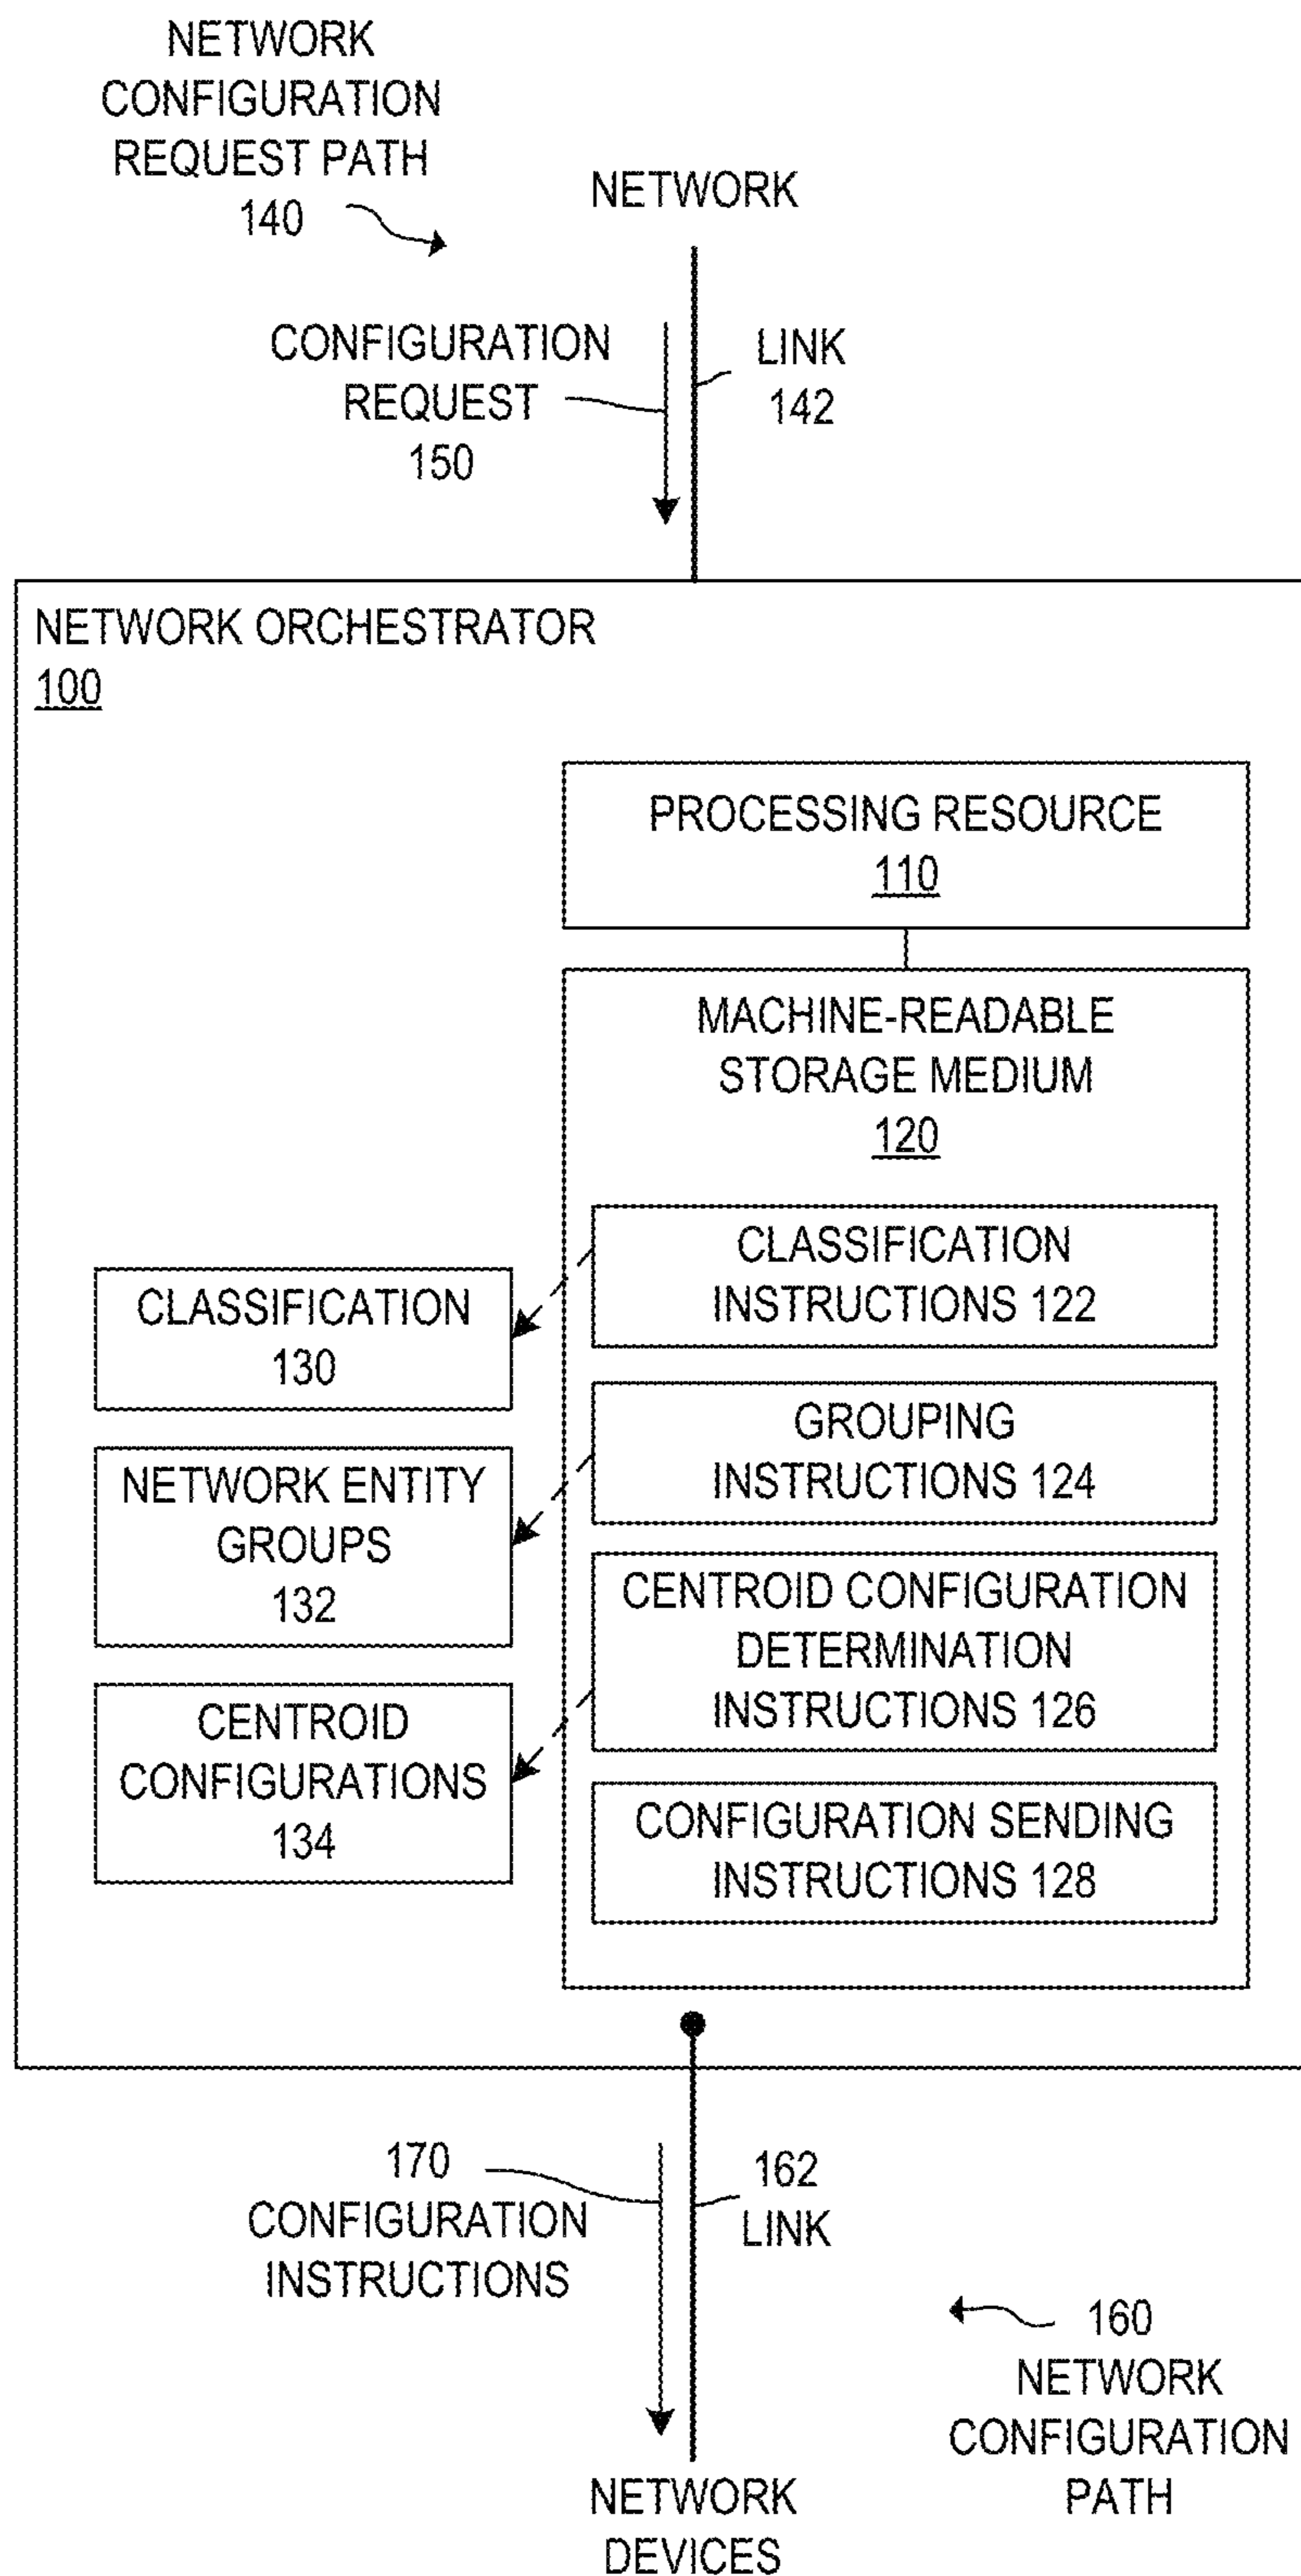 NETWORK
CONFIGURATION
REQUEST PATH
140
NETWORK
CONFIGURATION
REQUEST
150
LINK
142
NETWORK ORCHESTRATOR
100
PROCESSING RESOURCE
110
MACHINE-READABLE
STORAGE MEDIUM
120
CLASSIFICATION
INSTRUCTIONS 122
CLASSIFICATION
130
GROUPING
INSTRUCTIONS 124
NETWORK ENTITY
GROUPS
132
CENTROID CONFIGURATION
DETERMINATION
INSTRUCTIONS 126
CENTROID
CONFIGURATIONS
134
CONFIGURATION SENDING
INSTRUCTIONS 128
170
CONFIGURATION
INSTRUCTIONS
162
LINK
160
NETWORK
CONFIGURATION
PATH
NETWORK
DEVICES